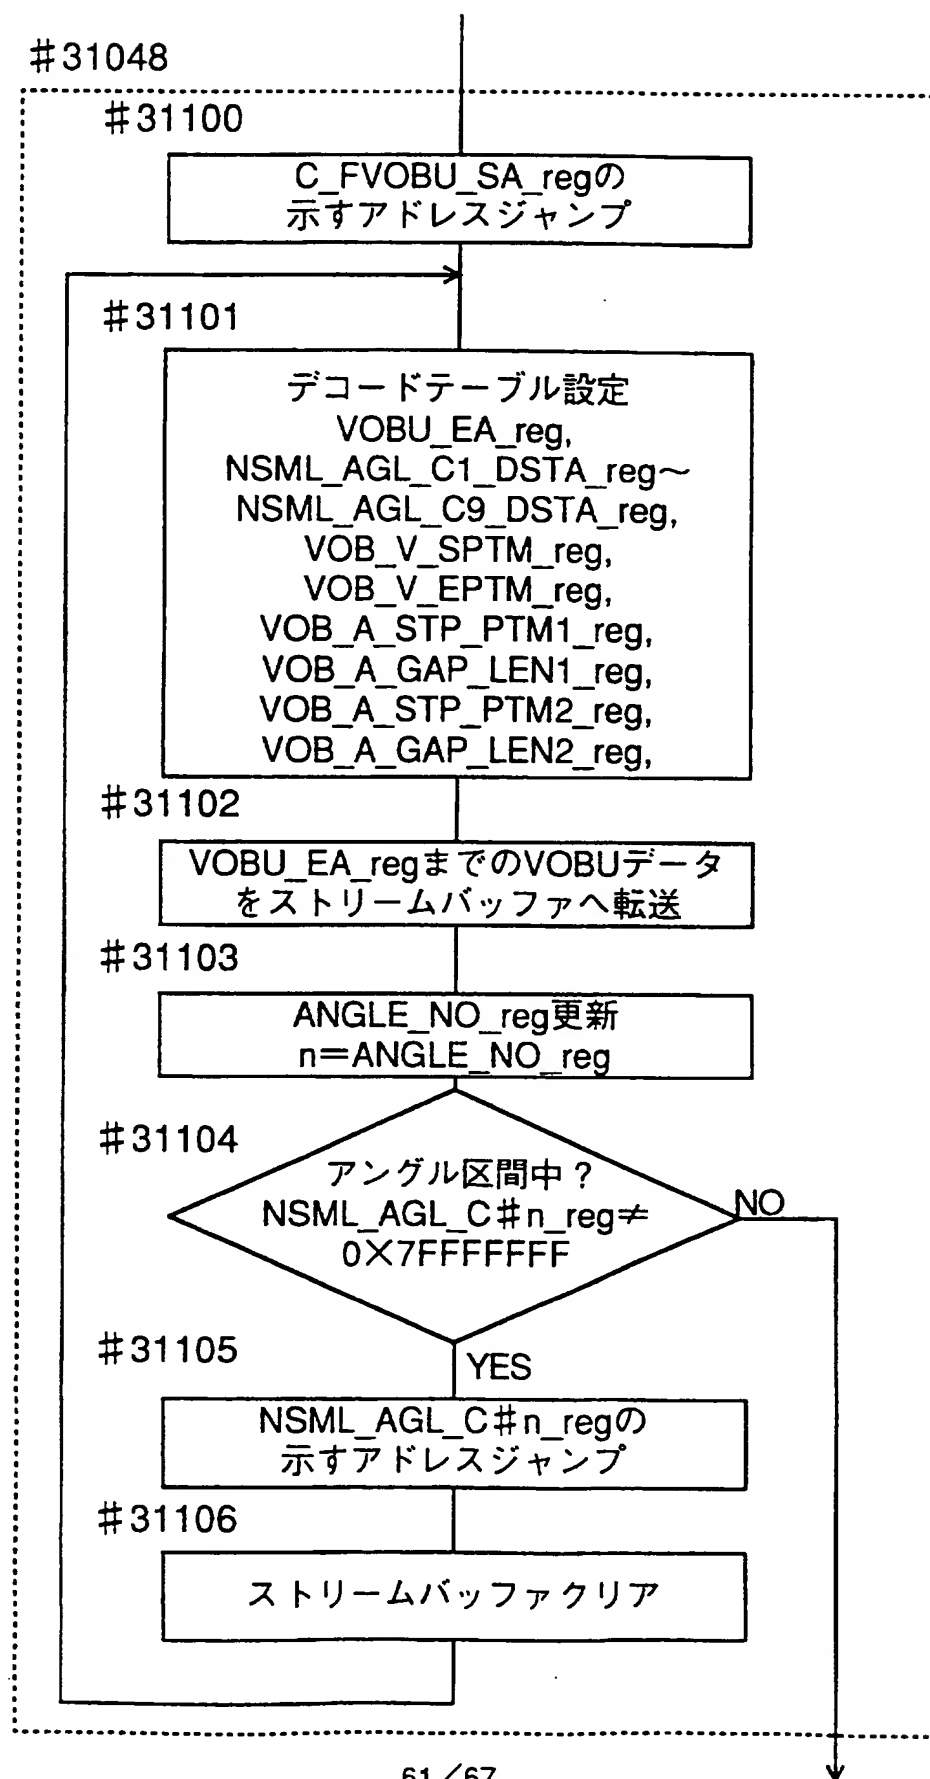 #31048
#31100
C_FVOBU_SA_regの
示すアドレスジャンプ
#31101
デコードテーブル設定
VOBU_EA_reg,
NSML_AGL_C1_DSTA_reg～
NSML_AGL_C9_DSTA_reg,
VOB_V_SPTM_reg,
VOB_V_EPTM_reg,
VOB_A_STP_PTM1_reg,
VOB_A_GAP_LEN1_reg,
VOB_A_STP_PTM2_reg,
VOB_A_GAP_LEN2_reg,
#31102
VOBU_EA_regまでのVOBUデータ
をストリームバッファへ転送
#31103
ANGLE_NO_reg更新
n=ANGLE_NO_reg
#31104
アングル区間中?
NSML_AGL_C#n_reg≠
0×7FFFFFFF
NO
#31105
YES
NSML_AGL_C#n_regの
示すアドレスジャンプ
#31106
ストリームバッファクリア
61/67